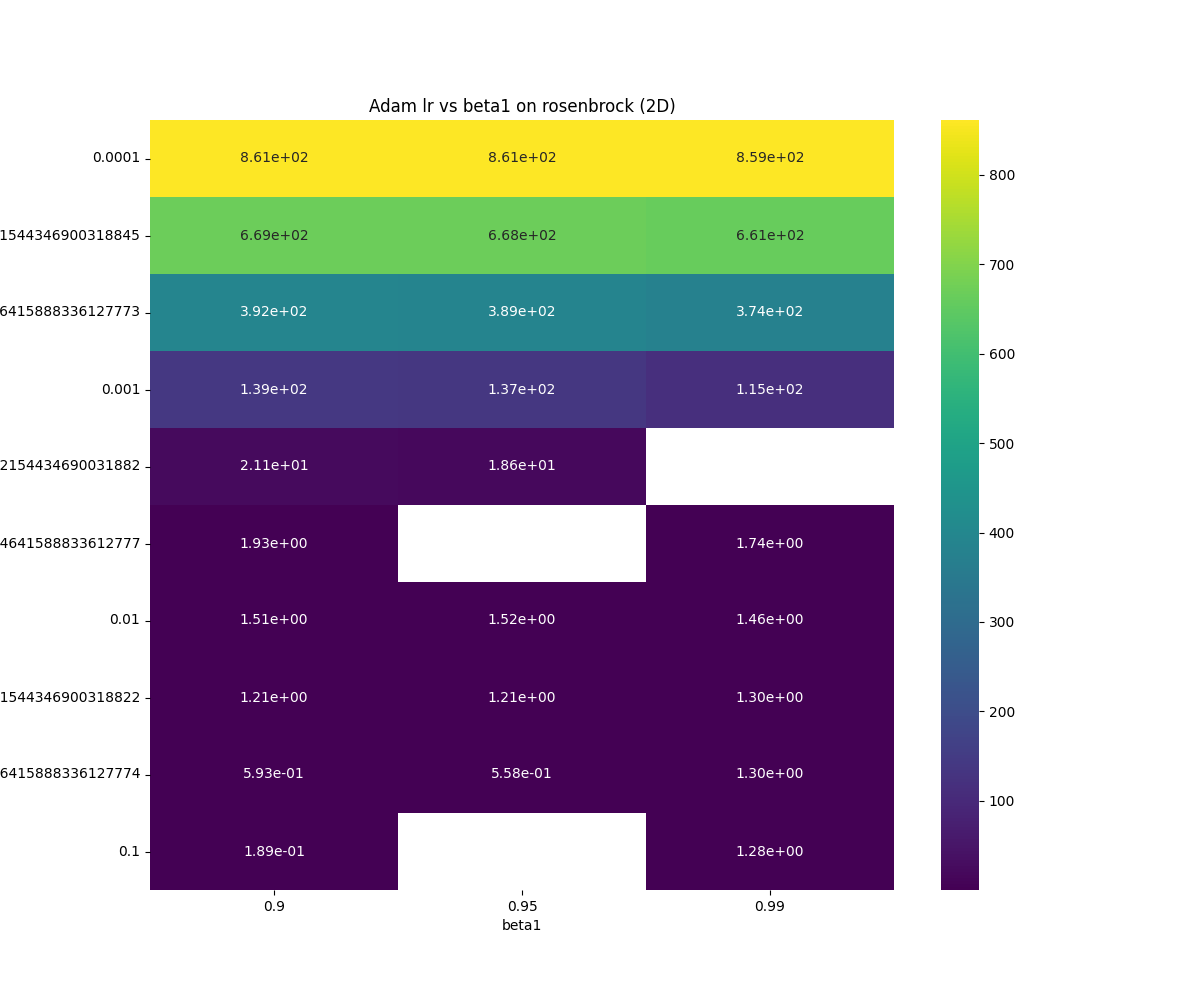 Adam lr vs beta1 on rosenbrock (2D)
0.0001 8.61e+02 8.61e+02 8.59e+02
1544346900318845 6.69e+02 6.68e+02 6.61e+02
6415888336127773 3.92e+02 3.89e+02 3.74e+02
0.001 1.39e+02 1.37e+02 1.15e+02
2154434690031882 2.11e+01 1.86e+01
4641588833612777 1.93e+00 1.74e+00
0.01 1.51e+00 1.52e+00 1.46e+00
1544346900318822 1.21e+00 1.21e+00 1.30e+00
6415888336127774 5.93e-01 5.58e-01 1.30e+00
0.1 1.89e-01 1.28e+00
0.9 0.95 0.99
beta1
800
700
600
500
400
300
200
100